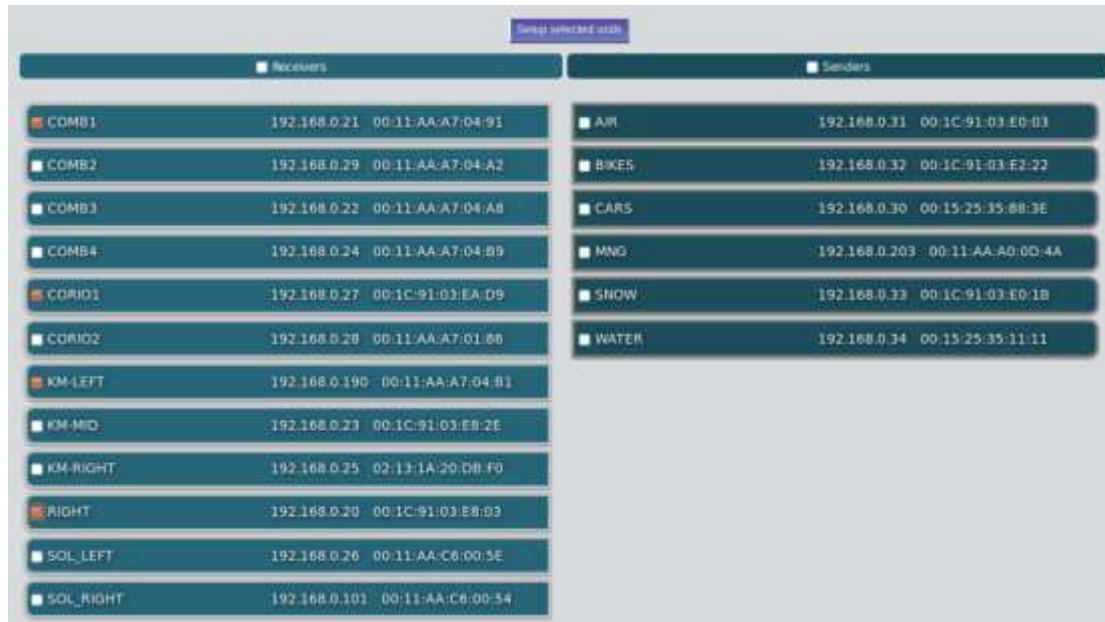 Setup selected units
Receivers
Senders
COMB1 192.168.0.21 00:11:AA:A7:04:91
COMB2 192.168.0.29 00:11:AA:A7:04:A2
COMB3 192.168.0.22 00:11:AA:A7:04:A8
COMB4 192.168.0.24 00:11:AA:A7:04:B9
CORIO1 192.168.0.27 00:1C:91:03:EA:D9
CORIO2 192.168.0.28 00:11:AA:A7:01:86
KM-LEFT 192.168.0.190 00:11:AA:A7:04:B1
KM-MID 192.168.0.23 00:1C:91:03:E8:2E
KM-RIGHT 192.168.0.25 02:13:1A:20:DB:F0
RIGHT 192.168.0.20 00:1C:91:03:E8:03
SOL_LEFT 192.168.0.26 00:11:AA:C6:00:5E
SOL_RIGHT 192.168.0.101 00:11:AA:C6:00:54
AIR 192.168.0.31 00:1C:91:03:E0:03
BIKES 192.168.0.32 00:1C:91:03:E2:22
CARS 192.168.0.30 00:15:25:35:88:3E
MNG 192.168.0.203 00:11:AA:A0:0D:4A
SNOW 192.168.0.33 00:1C:91:03:E0:1B
WATER 192.168.0.34 00:15:25:35:11:11